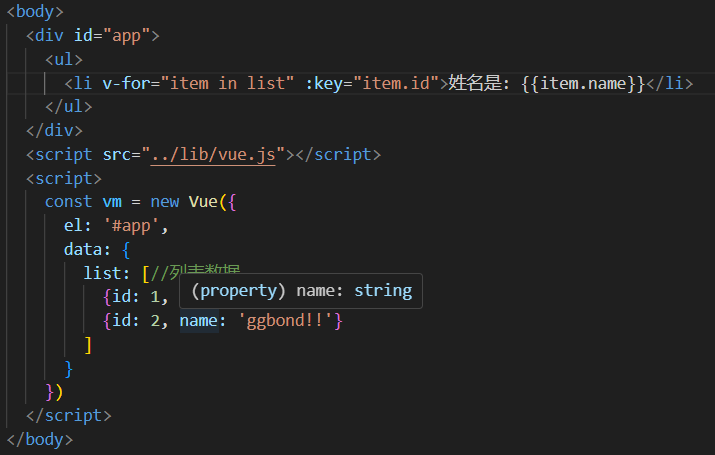 <body>
<div id="app">
<ul>
<li v-for="item in list" :key="item.id">姓名是: {{item.name}}</li>
</ul>
</div>
<script src="../lib/vue.js"></script>
<script>
const vm = new Vue({
el: '#app',
data: {
list: [//列表数据
{id: 1,
(property) name: string
{id: 2, name: 'ggbond!!'}
]
}
})
</script>
</body>